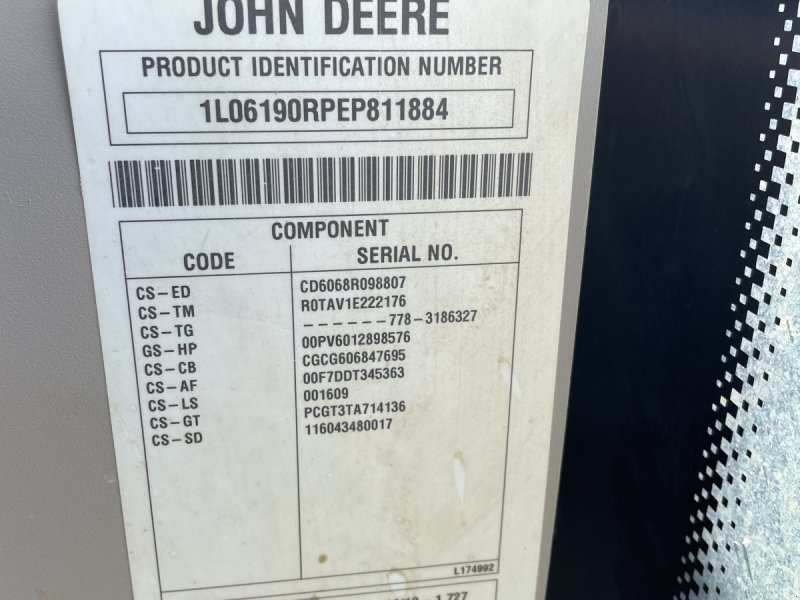 JOHN DEERE
PRODUCT IDENTIFICATION NUMBER
1L06190RPEP811884
COMPONENT
CODE SERIAL NO.
CS-ED CD6068R098807
CS-TM R0TAV1E222176
CS-TG ------778-3186327
GS-HP 00PV6012898576
CS-CB CGCG606847695
CS-AF 00F7DDT345363
CS-LS 001609
CS-GT PCGT3TA714136
CS-SD 116043480017
L174992
- 1.727